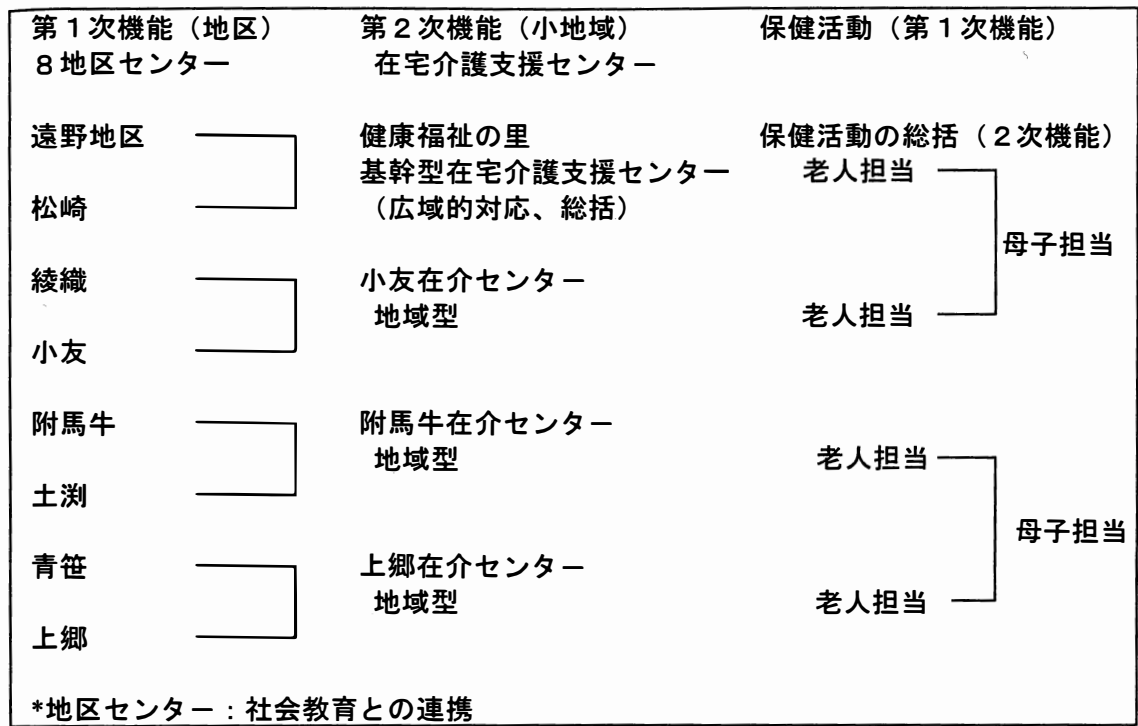 第１次機能（地区） 第２次機能（小地域） 保健活動（第１次機能）
８地区センター 在宅介護支援センター
遠野地区 健康福祉の里 保健活動の総括（２次機能）
基幹型在宅介護支援センター 老人担当
松崎 （広域的対応、総括）
母子担当
綾織 小友在介センター
地域型 老人担当
小友
附馬牛 附馬牛在介センター
地域型 老人担当
土渕
母子担当
青笹 上郷在介センター
地域型 老人担当
上郷
*地区センター：社会教育との連携